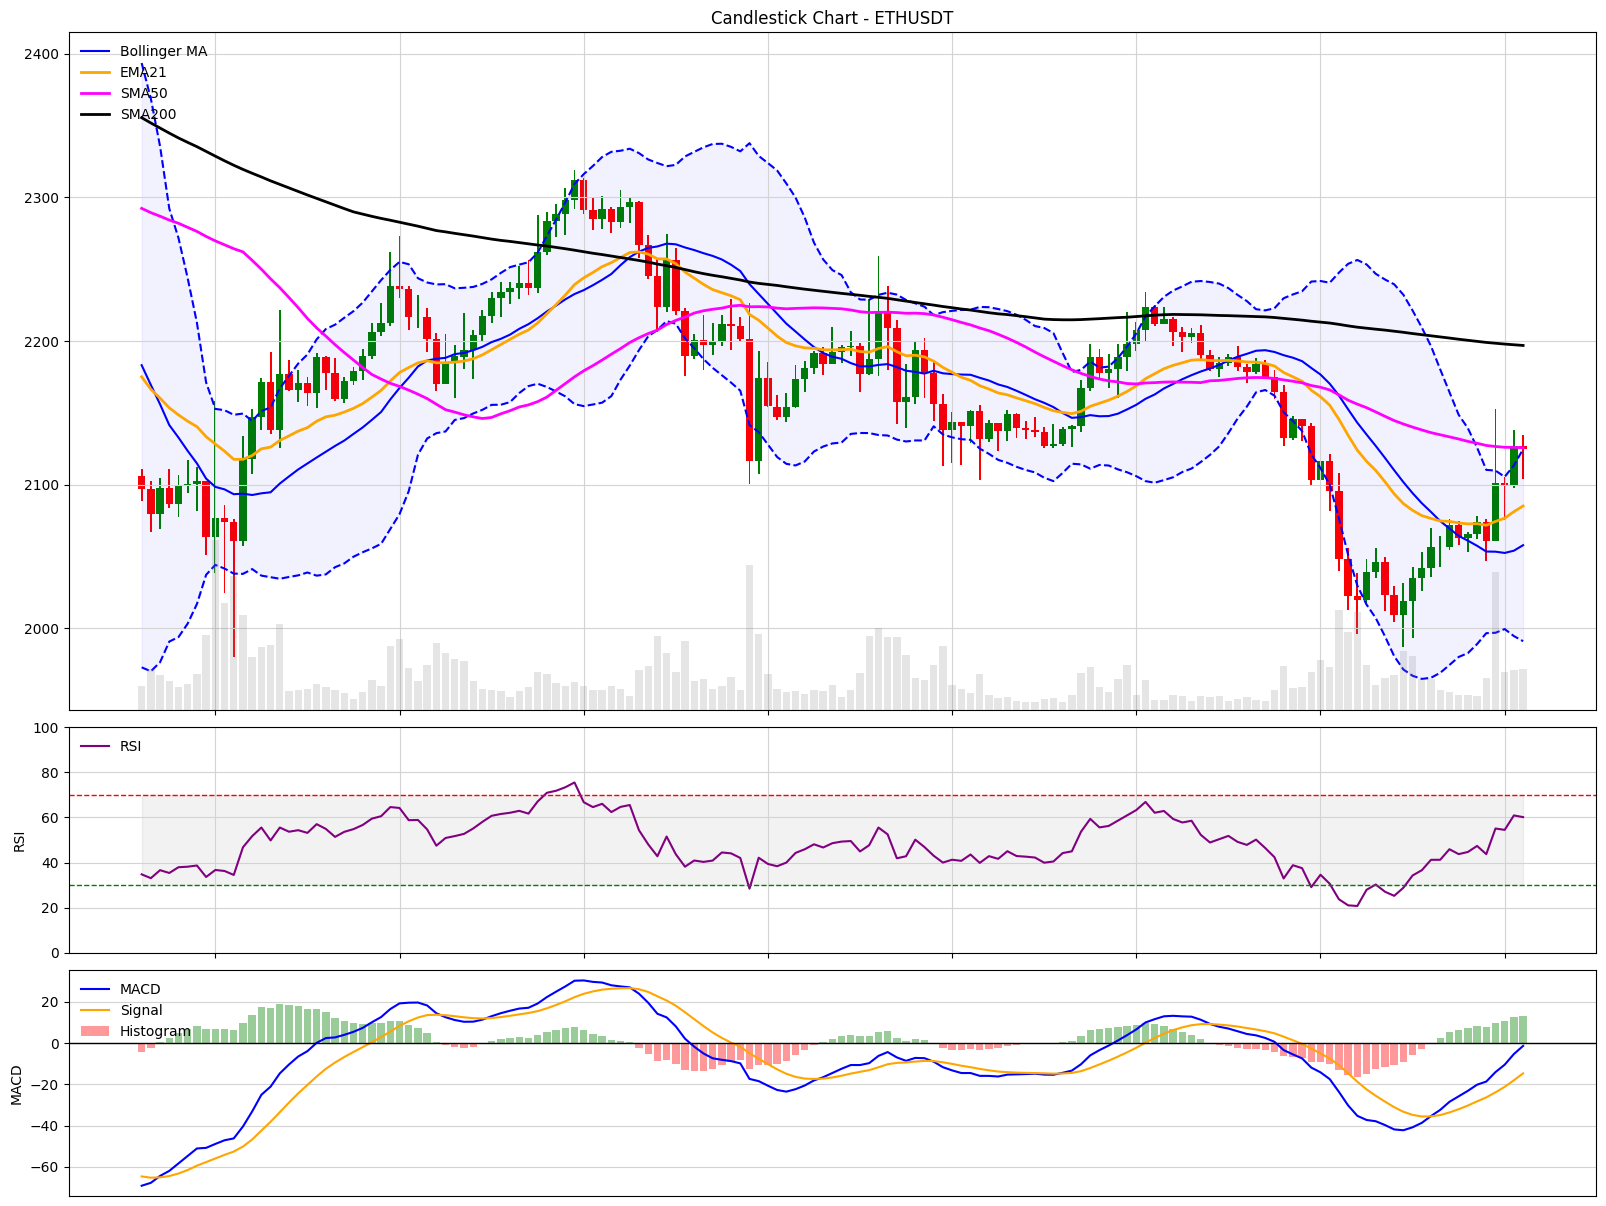 Candlestick Chart - ETHUSDT
Bollinger MA
EMA21
SMA50
SMA200
2400
2300
2200
2100
2000
RSI
100
80
60
40
20
0
RSI
MACD
Signal
Histogram
20
0
−20
−40
−60
MACD